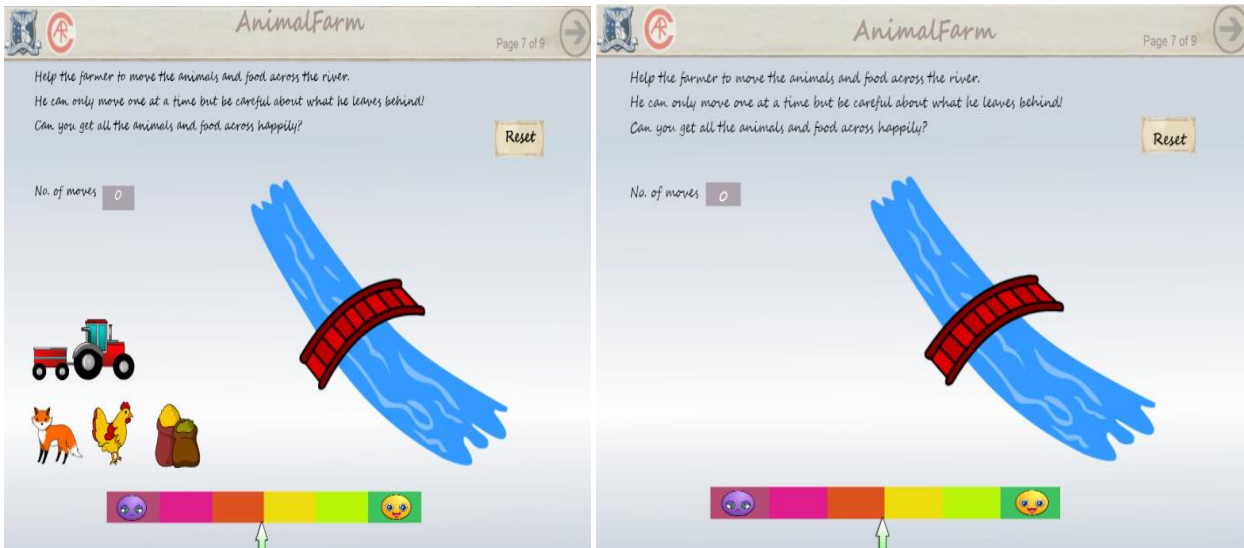 AnimalFarm
Page 7 of 9
Help the farmer to move the animals and food across the river.
He can only move one at a time but be careful about what he leaves behind!
Can you get all the animals and food across happily?
Reset
No. of moves 0
AnimalFarm
Page 7 of 9
Help the farmer to move the animals and food across the river.
He can only move one at a time but be careful about what he leaves behind!
Can you get all the animals and food across happily?
Reset
No. of moves 0